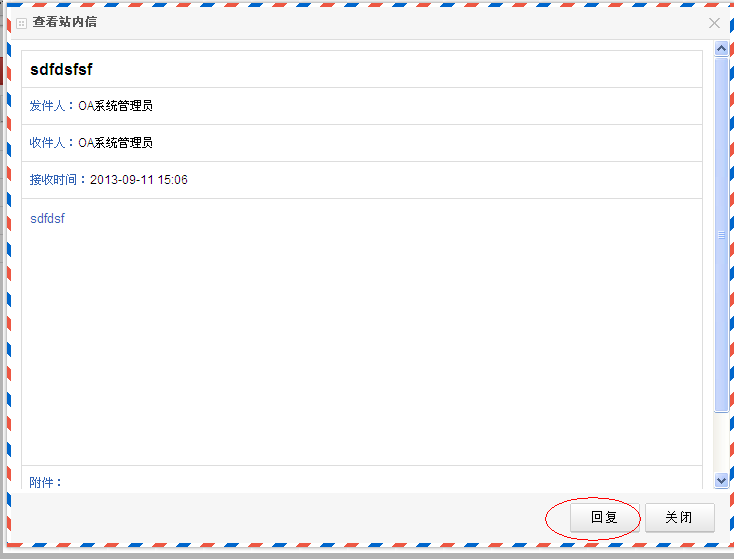 查看站内信
sdfdsfsf
发件人：OA系统管理员
收件人：OA系统管理员
接收时间：2013-09-11 15:06
sdfdsf
附件：
回复 关闭